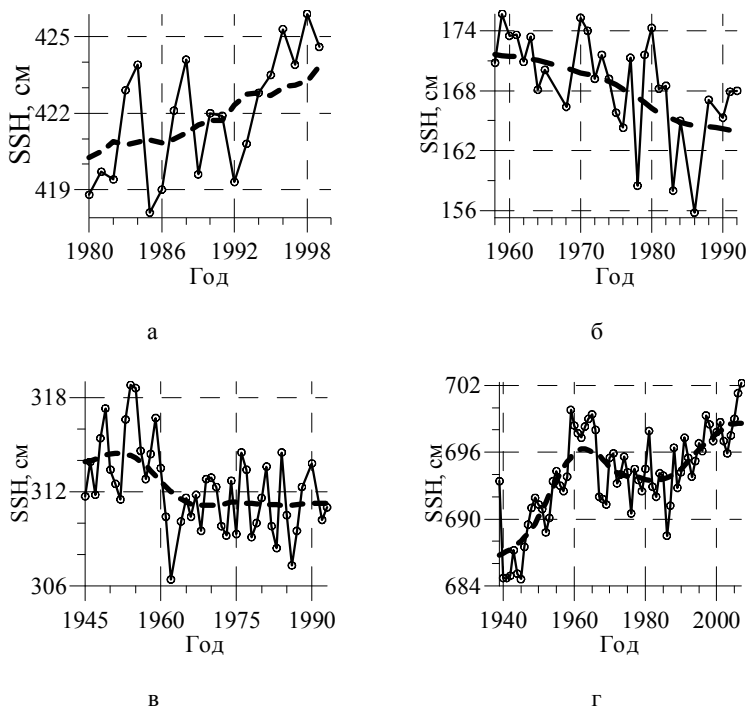 425
422
419
SSH, см
1980 1986 1992 1998
Год
а
174
168
162
156
SSH, см
1960 1970 1980 1990
Год
б
318
312
306
SSH, см
1945 1960 1975 1990
Год
в
702
696
690
684
SSH, см
1940 1960 1980 2000
Год
г